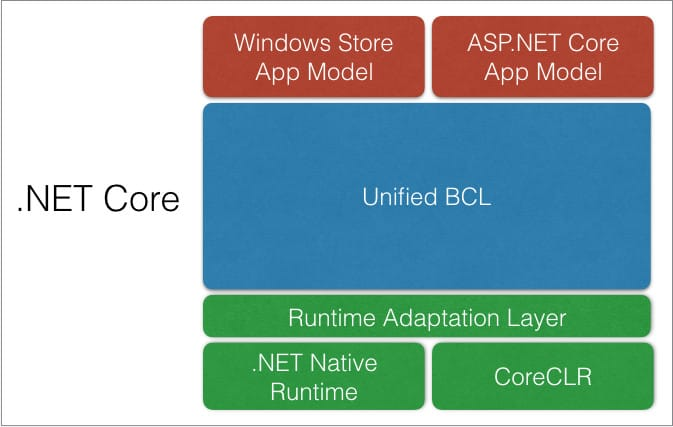 Windows Store
App Model
ASP.NET Core
App Model
.NET Core
Unified BCL
Runtime Adaptation Layer
.NET Native
Runtime
CoreCLR